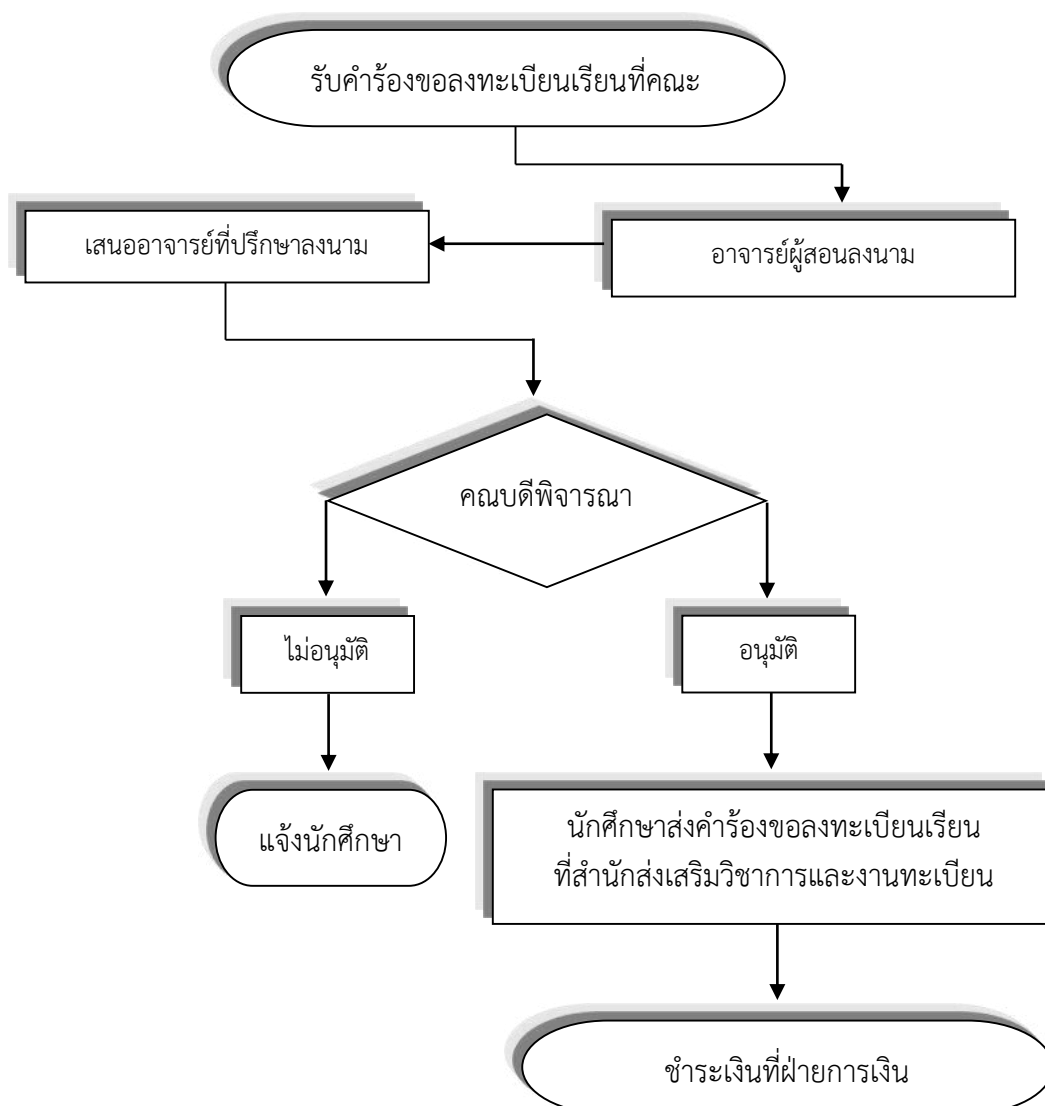 รับคำร้องขอลงทะเบียนเรียนที่คณะ
เสนออาจารย์ที่ปรึกษาลงนาม
อาจารย์ผู้สอนลงนาม
คณบดีพิจารณา
ไม่อนุมัติ
อนุมัติ
แจ้งนักศึกษา
นักศึกษาส่งคำร้องขอลงทะเบียนเรียน
ที่สำนักส่งเสริมวิชาการและงานทะเบียน
ชำระเงินที่ฝ่ายการเงิน